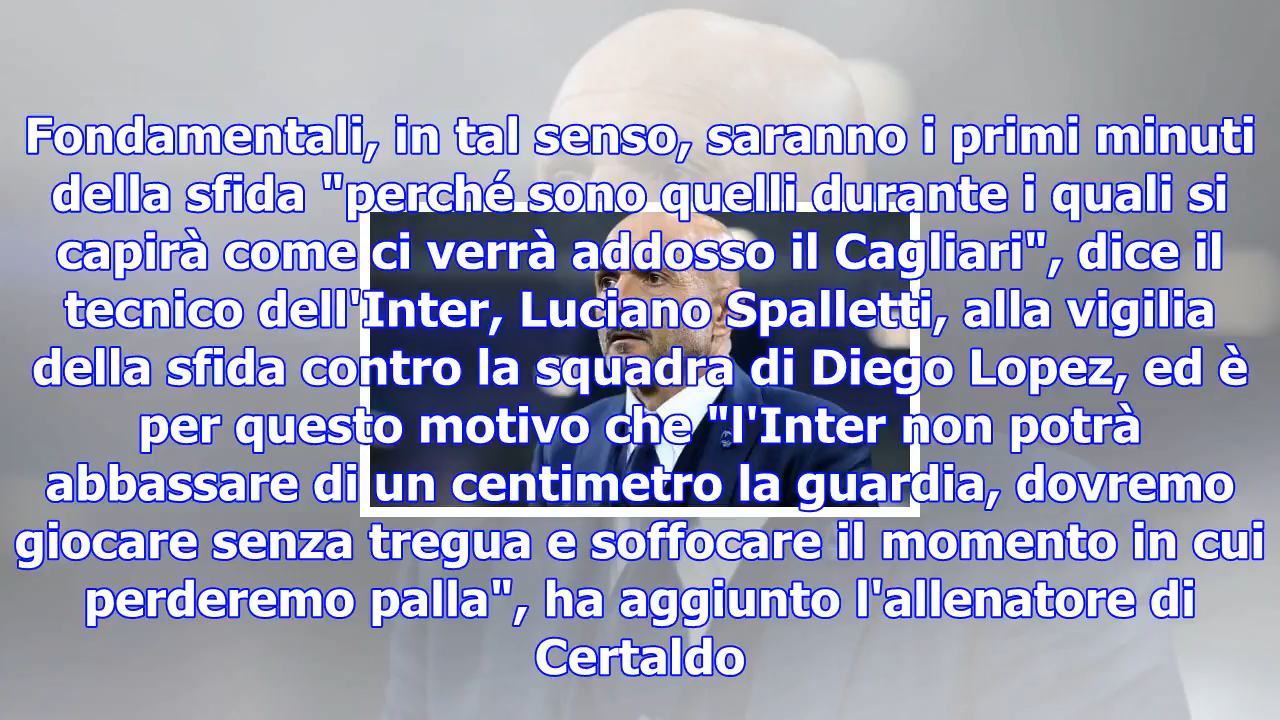 Fondamentali, in tal senso, saranno i primi minuti
della sfida "perché sono quelli durante i quali si
capirà come ci verrà addosso il Cagliari", dice il
tecnico dell'Inter, Luciano Spalletti, alla vigilia
della sfida contro la squadra di Diego Lopez, ed è
per questo motivo che "l'Inter non potrà
abbassare di un centimetro la guardia, dovremo
giocare senza tregua e soffocare il momento in cui
perderemo palla", ha aggiunto l'allenatore di
Certaldo